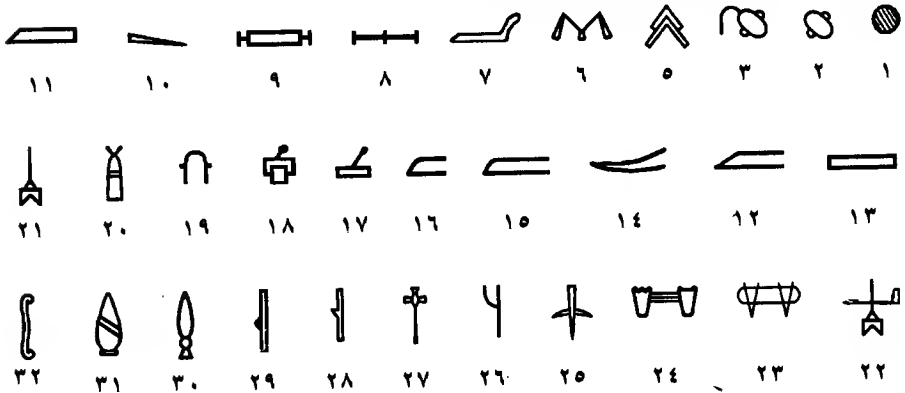 ١ ٢ ٣ ٥ ٦ ٧ ٨ ٩ ١٠ ١١
١٣ ١٢ ١٤ ١٥ ١٦ ١٧ ١٨ ١٩ ٢٠ ٢١
٢٢ ٢٣ ٢٤ ٢٥ ٢٦ ٢٧ ٢٨ ٢٩ ٣٠ ٣١ ٣٢